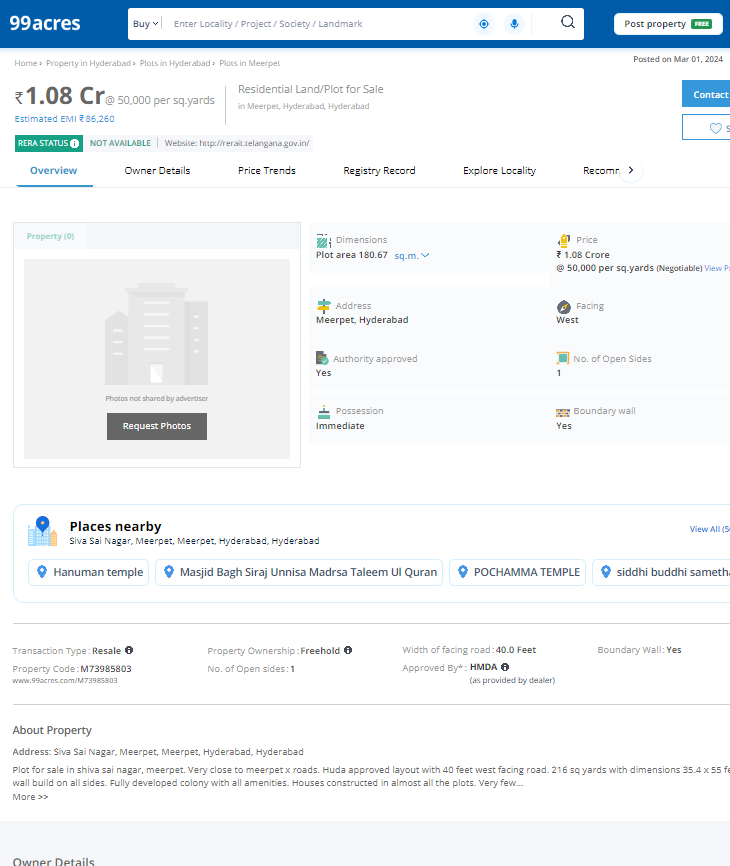 99acres
Buy
Enter Locality / Project / Society / Landmark
Post property FREE
Home › Property in Hyderabad › Plots in Hyderabad › Plots in Meerpet
Posted on Mar 01, 2024
₹1.08 Cr @ 50,000 per sq.yards
Estimated EMI ₹86,260
Residential Land/Plot for Sale
in Meerpet, Hyderabad, Hyderabad
Contact
S
RERA STATUS NOT AVAILABLE Website: http://rerait.telangana.gov.in/
Overview Owner Details Price Trends Registry Record Explore Locality Recomr
Property (0)
Photos not shared by advertiser
Request Photos
Dimensions
Plot area 180.67 sq.m.
Price
₹ 1.08 Crore
@ 50,000 per sq.yards (Negotiable) View Pr
Address
Meerpet, Hyderabad
Facing
West
Authority approved
Yes
No. of Open Sides
1
Possession
Immediate
Boundary wall
Yes
Places nearby
Siva Sai Nagar, Meerpet, Meerpet, Hyderabad, Hyderabad
View All (50
Hanuman temple Masjid Bagh Siraj Unnisa Madrsa Taleem Ul Quran POCHAMMA TEMPLE siddhi buddhi sametha
Transaction Type: Resale Property Ownership: Freehold Width of facing road: 40.0 Feet Boundary Wall: Yes
Property Code: M73985803 No. of Open sides: 1 Approved By*: HMDA
www.99acres.com/M73985803 (as provided by dealer)
About Property
Address: Siva Sai Nagar, Meerpet, Meerpet, Hyderabad, Hyderabad
Plot for sale in shiva sai nagar, meerpet. Very close to meerpet x roads. Huda approved layout with 40 feet west facing road. 216 sq yards with dimensions 35.4 x 55 fe
wall build on all sides. Fully developed colony with all amenities. Houses constructed in almost all the plots. Very few...
More >>
Owner Details